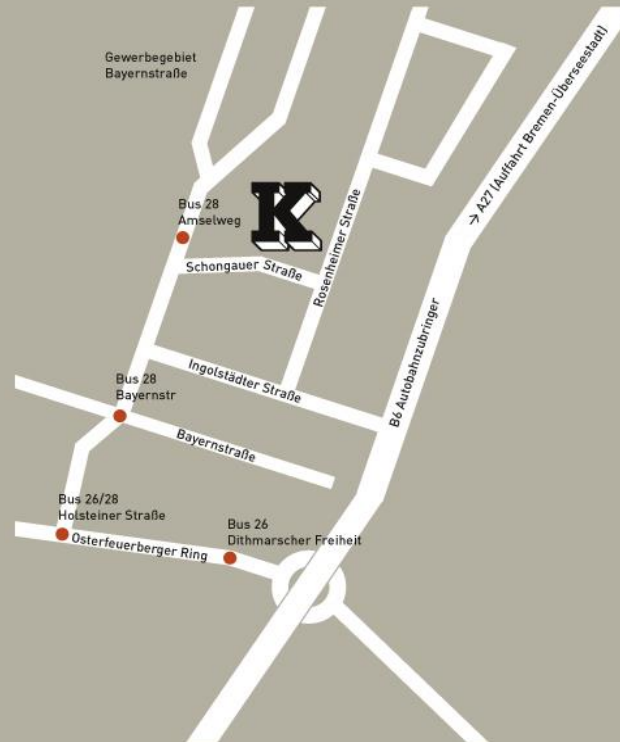 Gewerbegebiet
Bayernstraße
→ A27 (Auffahrt Bremen-Überseestadt)
Bus 28
Amselweg
K
Rosenheimer Straße
Schongauer Straße
B6 Autobahnzubringer
Ingolstädter Straße
Bus 28
Bayernstr
Bayernstraße
Bus 26/28
Holsteiner Straße
Bus 26
Dithmarscher Freiheit
Osterfeuerberger Ring